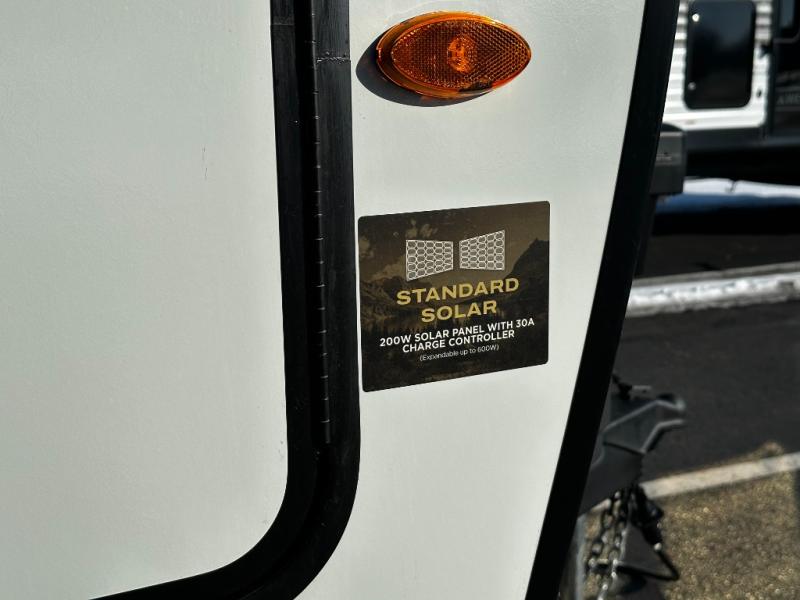 STANDARD
SOLAR
200W SOLAR PANEL WITH 30A
CHARGE CONTROLLER
(Expandable up to 600W)